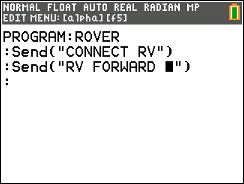 NORMAL FLOAT AUTO REAL RADIAN MP
EDIT MENU:[alpha][f5]
PROGRAM:ROVER
:Send("CONNECT RV")
:Send("RV FORWARD ")
: